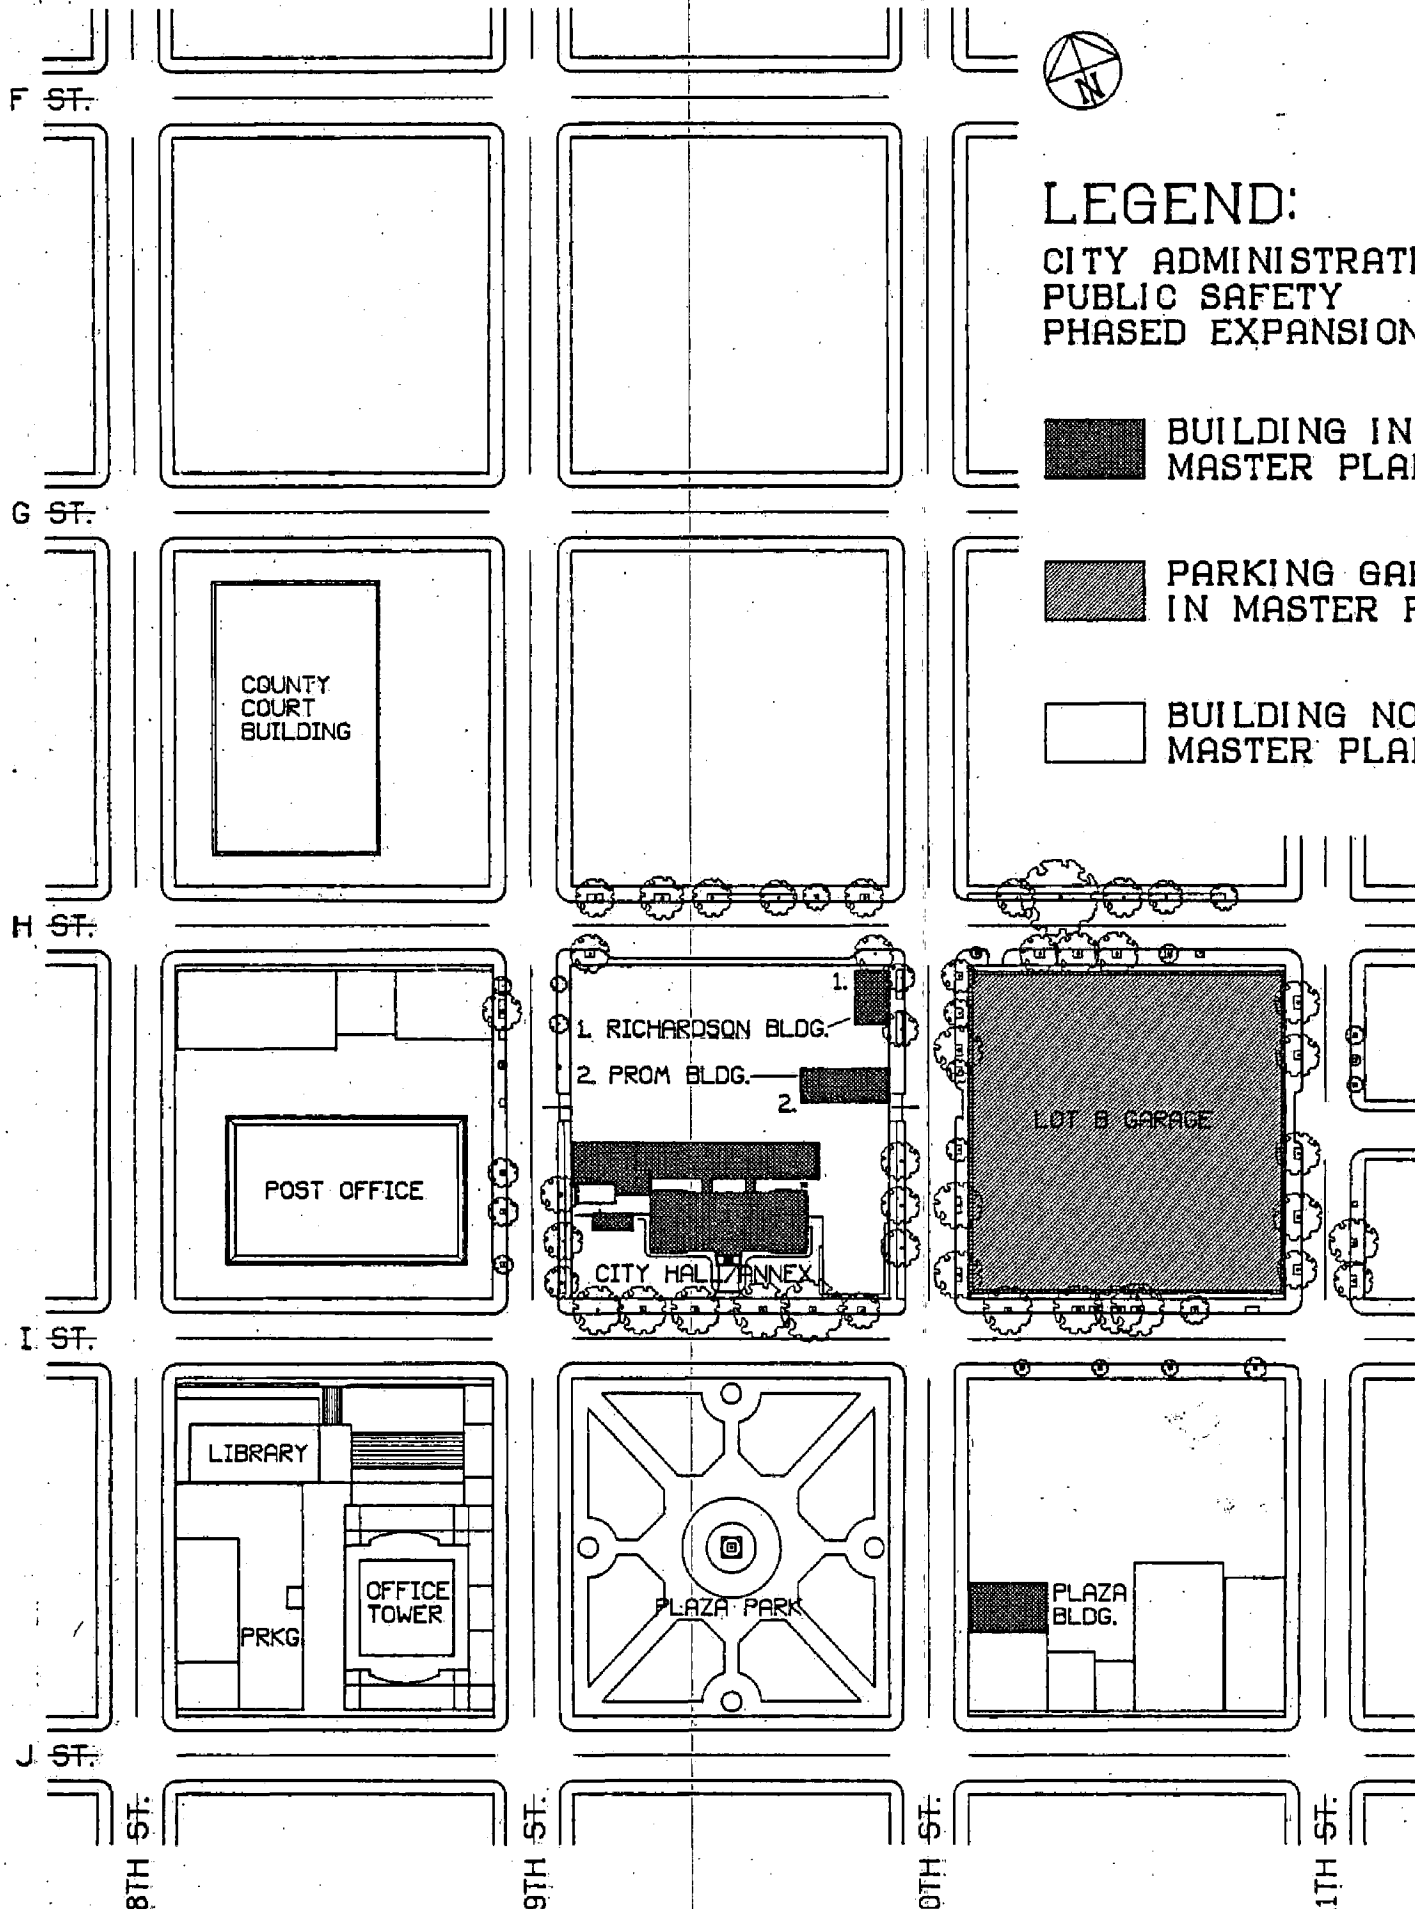 F ST.
N
LEGEND:
CITY ADMINISTRATI
PUBLIC SAFETY
PHASED EXPANSION
BUILDING IN
MASTER PLA
G ST.
PARKING GA
IN MASTER P
COUNTY
COURT
BUILDING
BUILDING NO
MASTER PLA
H ST.
1.
1. RICHARDSON BLDG.
2. PROM BLDG.
2.
LOT B GARAGE
POST OFFICE
CITY HALL/ANNEX
I ST.
LIBRARY
OFFICE
TOWER
PRKG
PLAZA PARK
PLAZA
BLDG.
J ST.
8TH ST.
9TH ST.
0TH ST.
1TH ST.